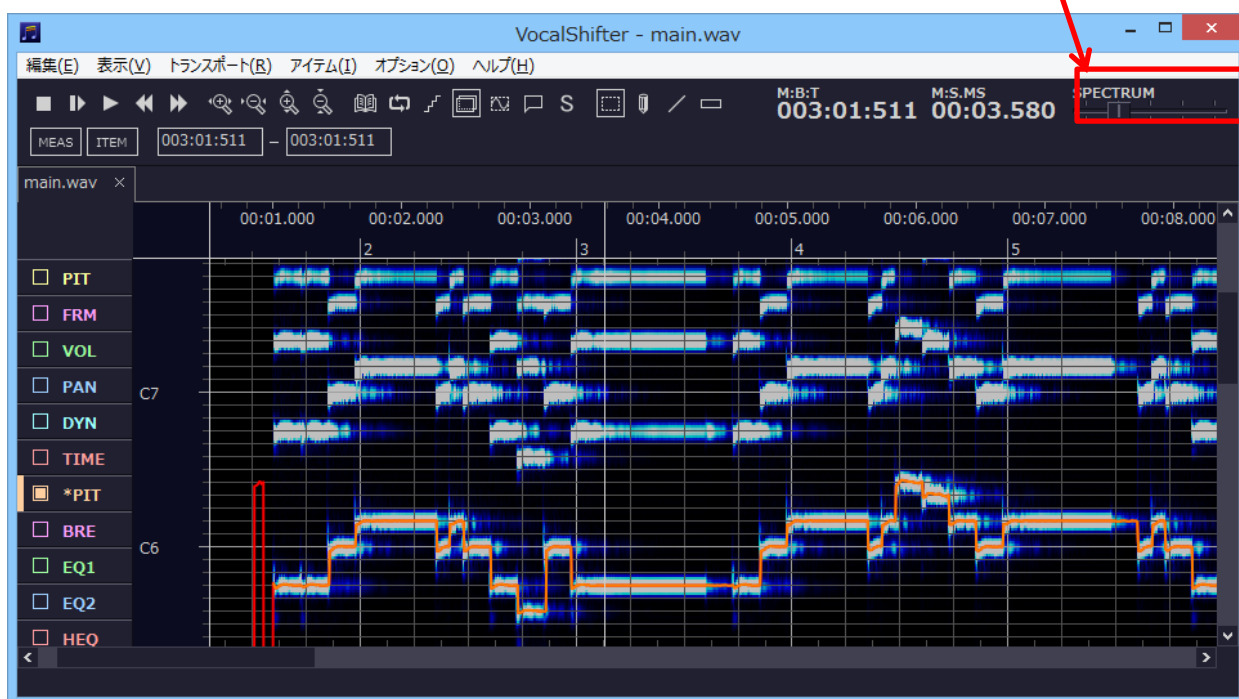 VocalShifter - main.wav
編集(E) 表示(V) トランスポート(R) アイテム(I) オプション(O) ヘルプ(H)
S
M:B:T
003:01:511
M:S.MS
00:03.580
SPECTRUM
MEAS ITEM 003:01:511 – 003:01:511
main.wav ×
00:01.000 00:02.000 00:03.000 00:04.000 00:05.000 00:06.000 00:07.000 00:08.000
2 3 4 5
PIT
FRM
VOL
PAN
C7
DYN
TIME
*PIT
BRE
C6
EQ1
EQ2
HEQ